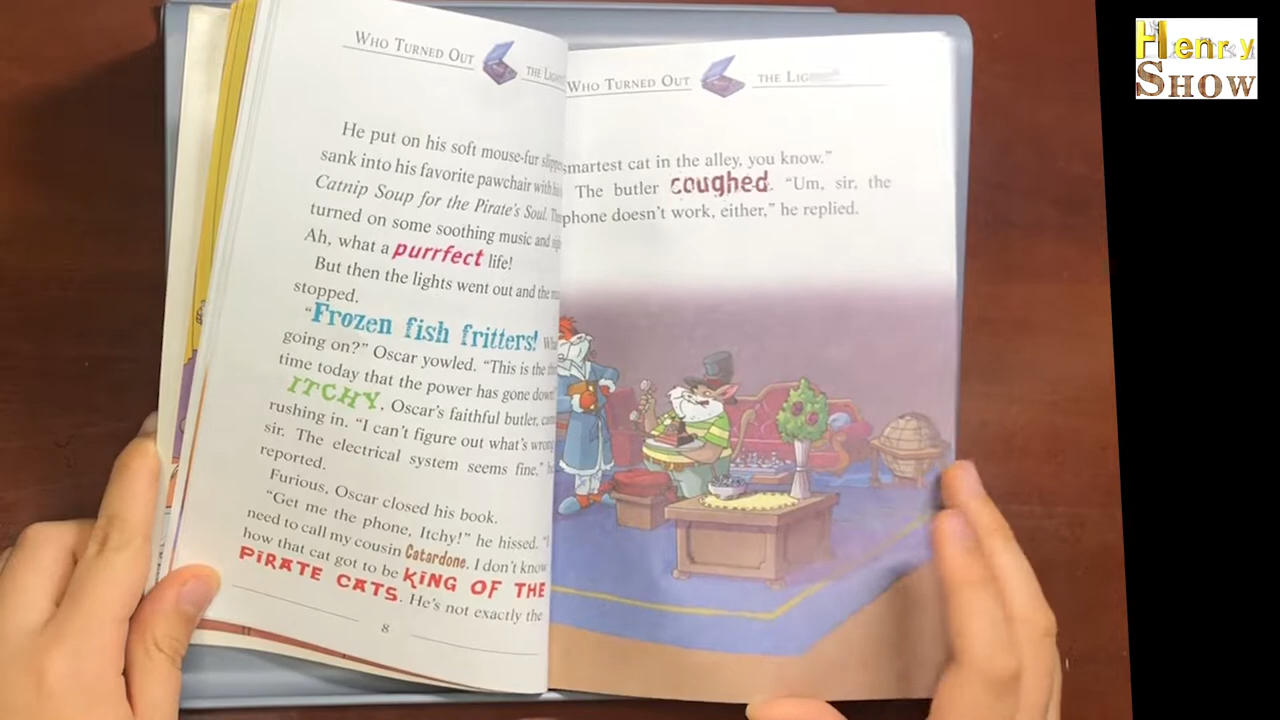 Henry
SHOW
WHO TURNED OUT THE
He put on his soft mouse-fur
sank into his favorite pawchair with
Catnip Soup for the Pirate's Soul.
turned on some soothing music and
Ah, what a purrfect life!
But then the lights went out and the
stopped.
"Frozen fish fritters!
going on?" Oscar yowled. "This is the
time today that the power has gone down
ITCHY, Oscar's faithful butler,
rushing in. "I can't figure out what's
sir. The electrical system seems fine."
reported.
Furious, Oscar closed his book.
"Get me the phone, Itchy!" he hissed. "I
need to call my cousin Catardone. I don't know
how that cat got to be KING OF THE
PIRATE CATS. He's not exactly the
8
WHO TURNED OUT THE
smartest cat in the alley, you know."
The butler coughed. "Um, sir, the
phone doesn't work, either," he replied.